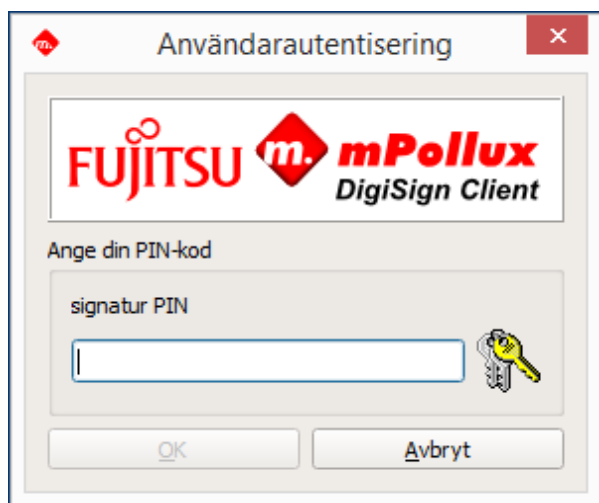 m. Användarautentisering
FUJITSU m. mPollux
DigiSign Client
Ange din PIN-kod
signatur PIN
OK Avbryt